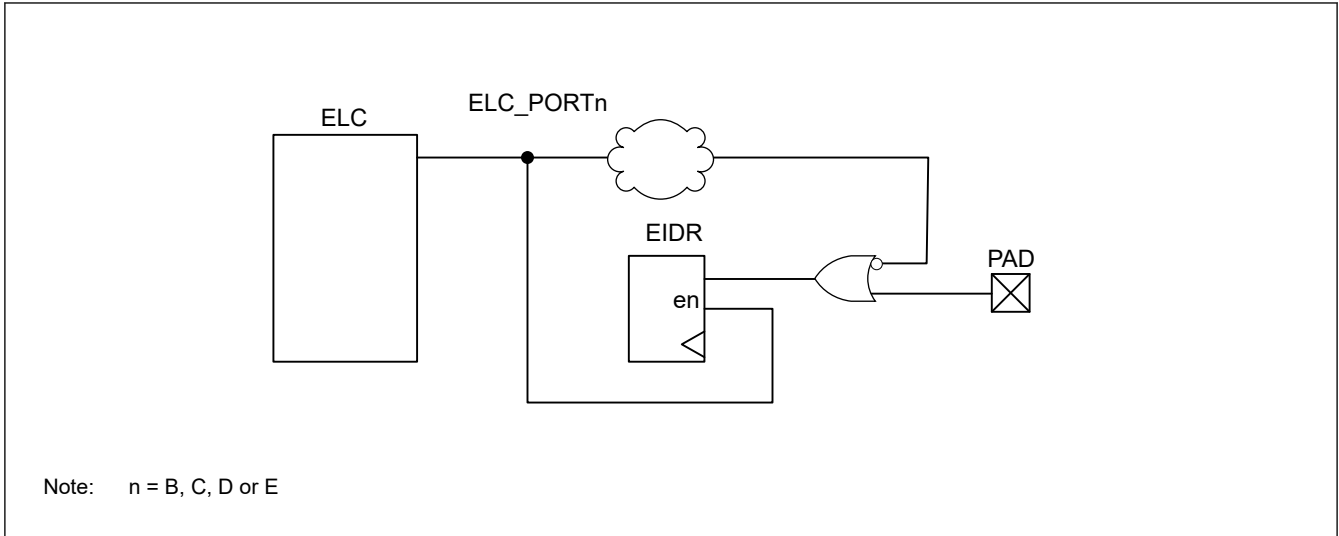 ELC_PORTn
ELC
EIDR
PAD
en
Note: n = B, C, D or E